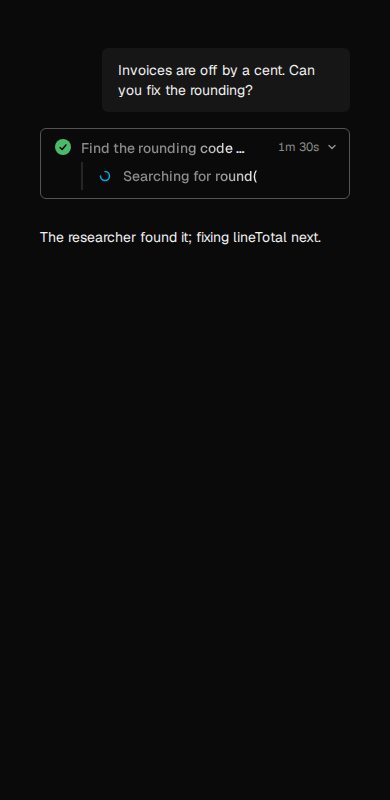 Invoices are off by a cent. Can
you fix the rounding?
Find the rounding code ...
1m 30s
Searching for round(
The researcher found it; fixing lineTotal next.